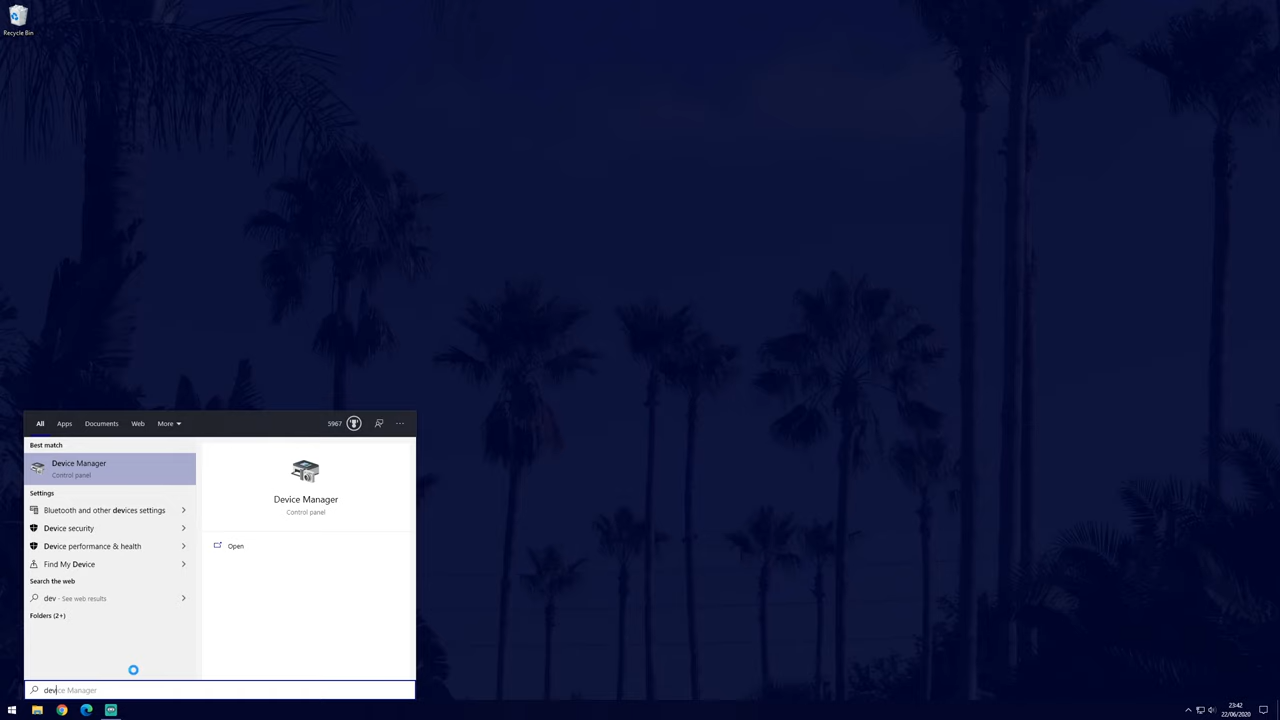 Recycle Bin
All Apps Documents Web More 5967 ...
Best match
Device Manager
Control panel
Settings
Bluetooth and other devices settings
Device security
Device performance & health
Find My Device
Search the web
dev - See web results
Folders (2+)
Device Manager
Control panel
Open
device Manager
23:42
22/06/2020